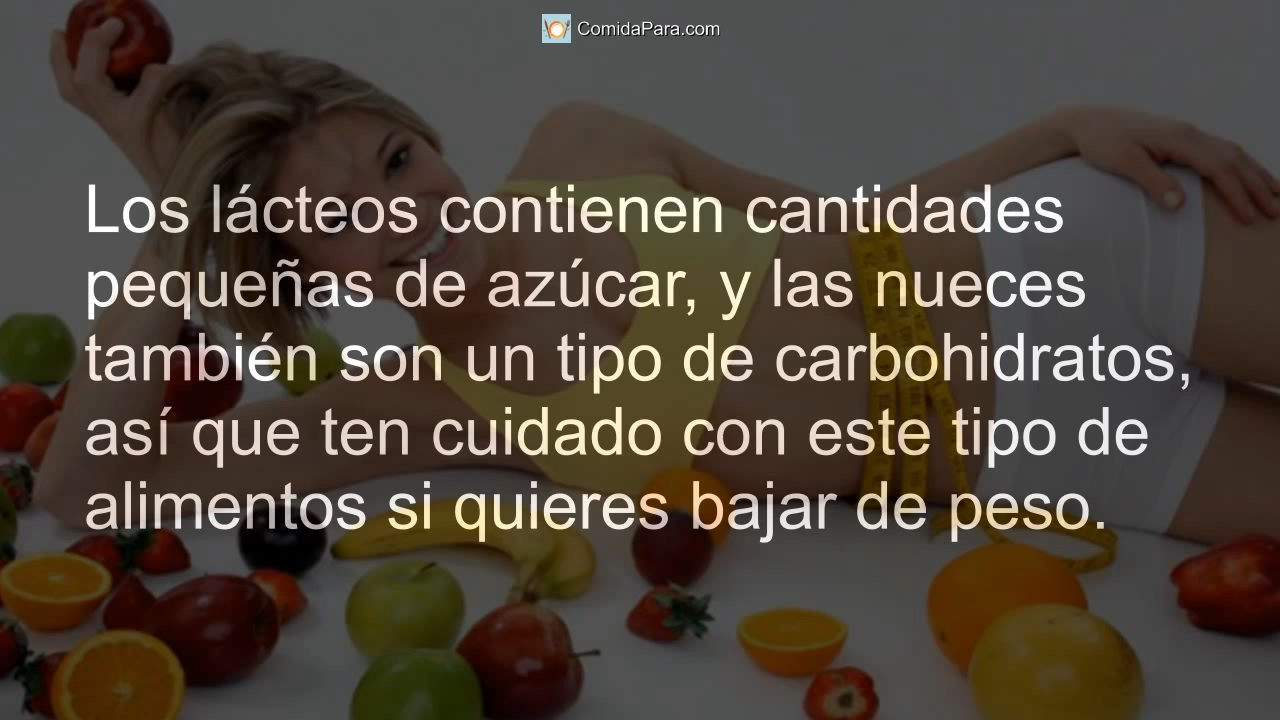 ComidaPara.com
Los lácteos contienen cantidades
pequeñas de azúcar, y las nueces
también son un tipo de carbohidratos,
así que ten cuidado con este tipo de
alimentos si quieres bajar de peso.